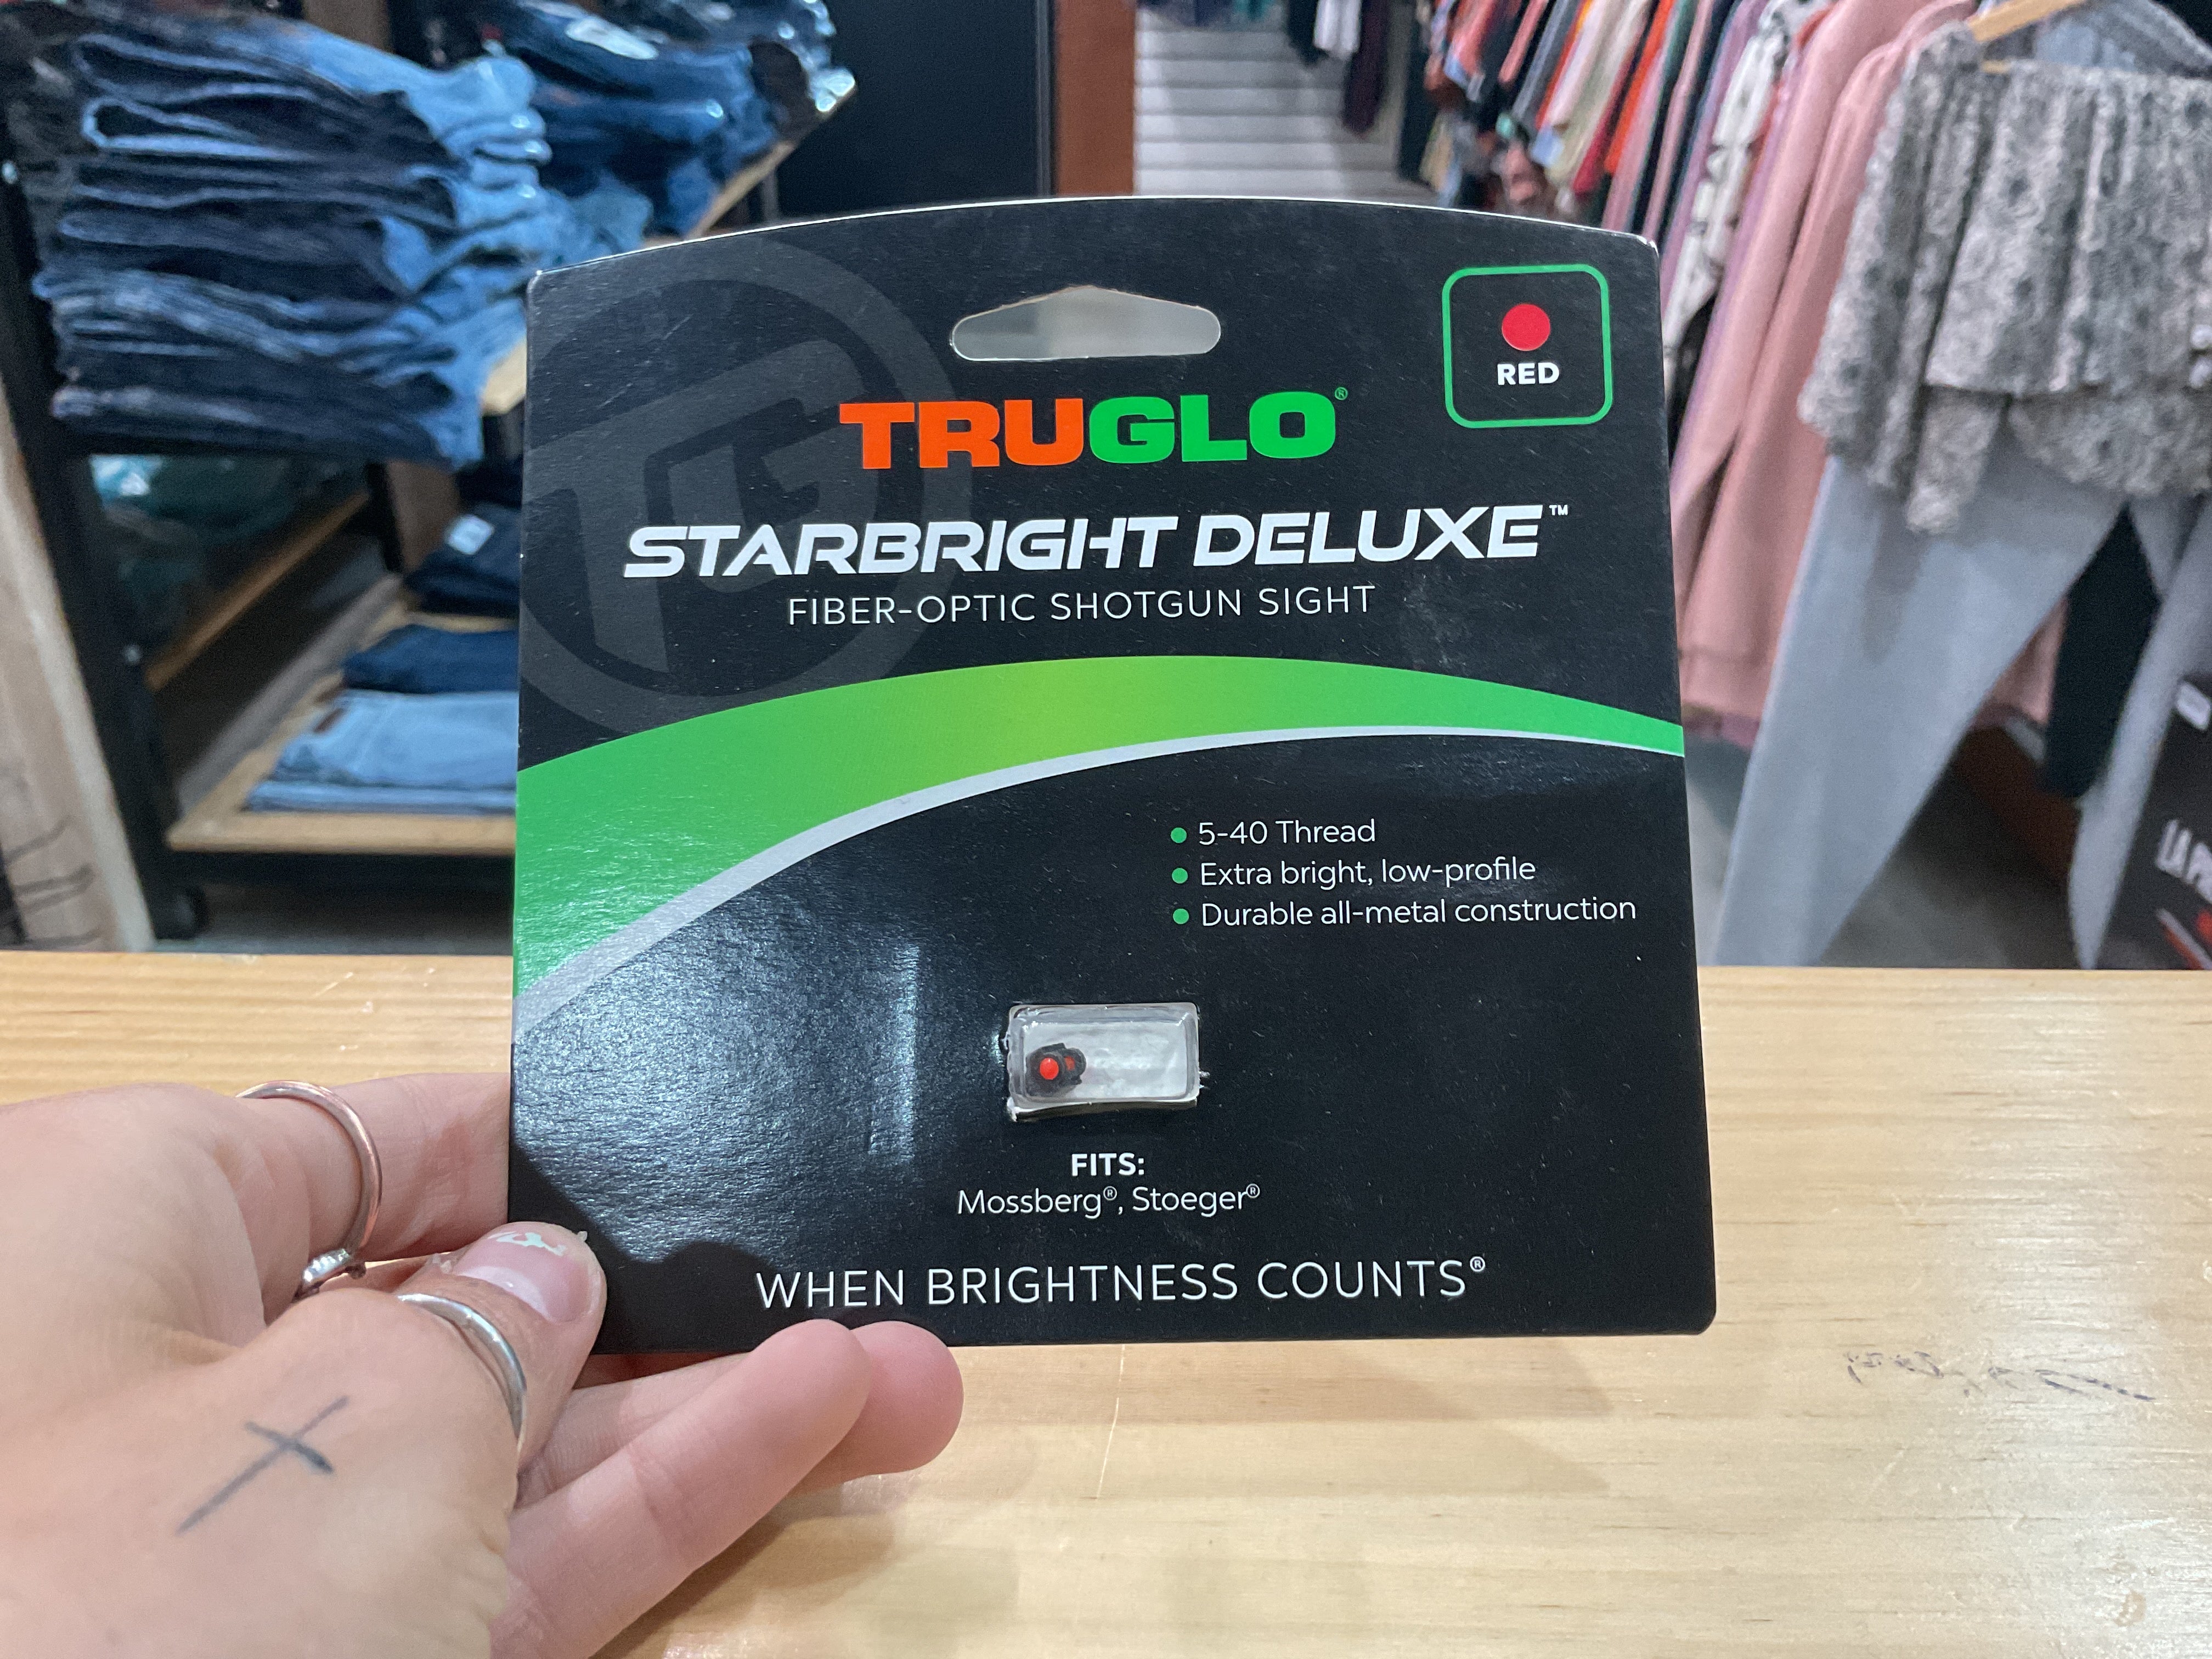 RED
TRUGLO®
STARBRIGHT DELUXE™
FIBER-OPTIC SHOTGUN SIGHT
5-40 Thread
Extra bright, low-profile
Durable all-metal construction
FITS:
Mossberg®, Stoeger®
WHEN BRIGHTNESS COUNTS®